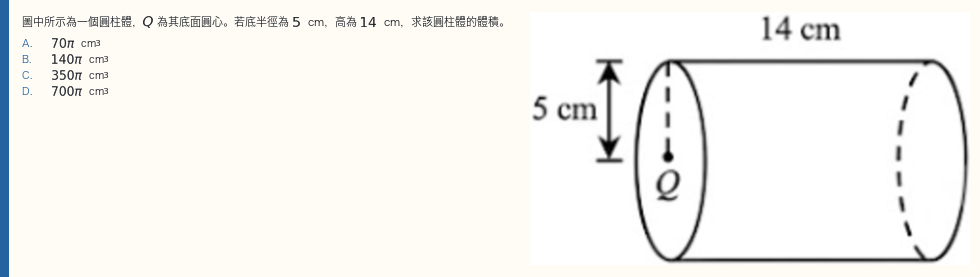 圖中所示為一個圓柱體，Q 為其底面圓心。若底半徑為 5 cm，高為 14 cm，求該圓柱體的體積。
A. 70π cm³
B. 140π cm³
C. 350π cm³
D. 700π cm³
14 cm
5 cm
Q